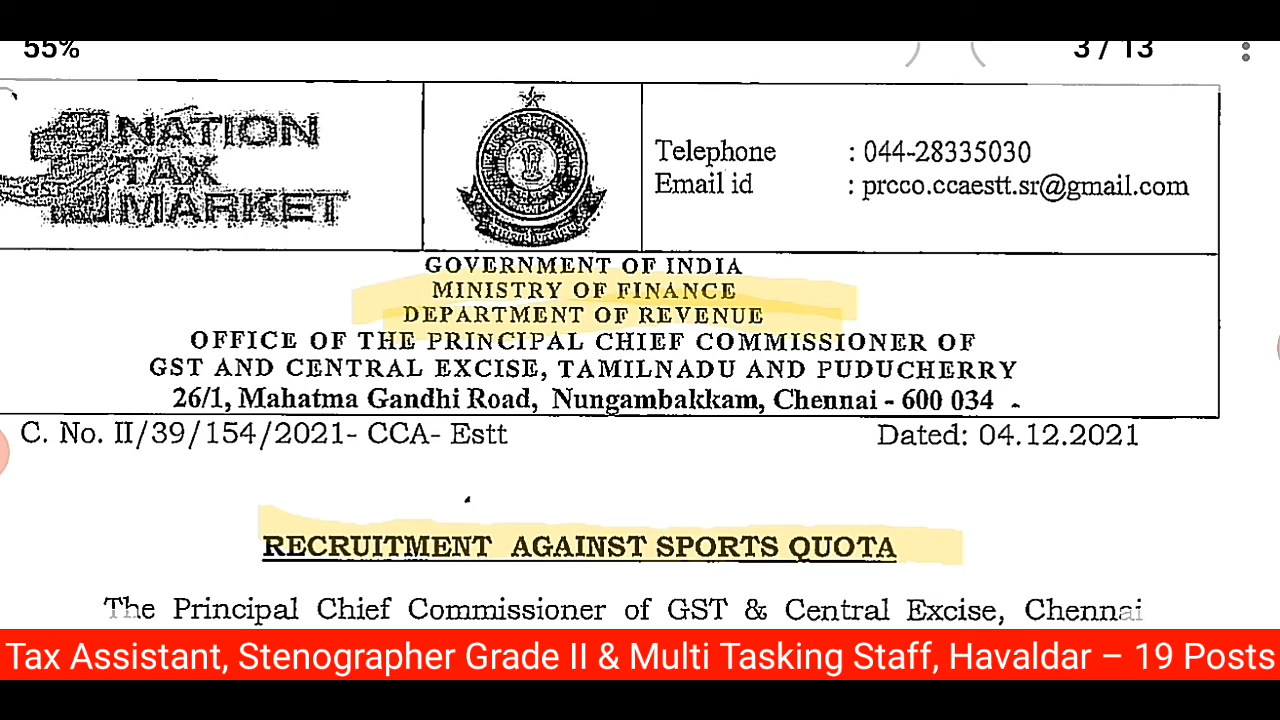 55%
3 / 13
NATION
TAX
MARKET
GST
Telephone : 044-28335030
Email id : prcco.ccaestt.sr@gmail.com
GOVERNMENT OF INDIA
MINISTRY OF FINANCE
DEPARTMENT OF REVENUE
OFFICE OF THE PRINCIPAL CHIEF COMMISSIONER OF
GST AND CENTRAL EXCISE, TAMILNADU AND PUDUCHERRY
26/1, Mahatma Gandhi Road, Nungambakkam, Chennai - 600 034
C. No. II/39/154/2021- CCA- Estt
Dated: 04.12.2021
RECRUITMENT AGAINST SPORTS QUOTA
The Principal Chief Commissioner of GST & Central Excise, Chennai
Tax Assistant, Stenographer Grade II & Multi Tasking Staff, Havaldar – 19 Posts